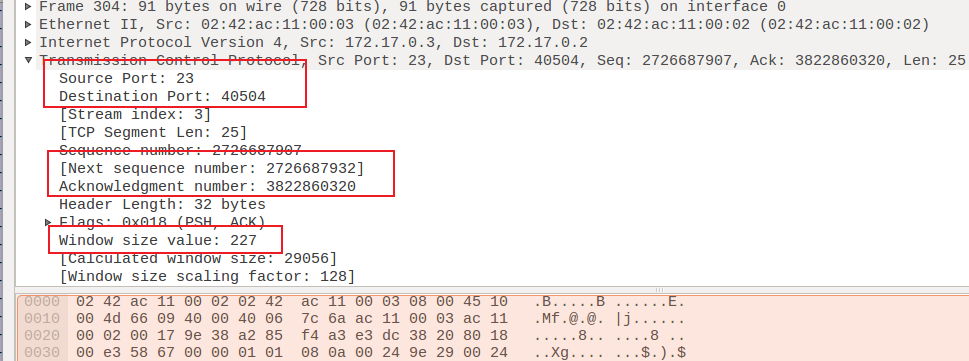 Frame 304: 91 bytes on wire (728 bits), 91 bytes captured (728 bits) on interface 0
Ethernet II, Src: 02:42:ac:11:00:03 (02:42:ac:11:00:03), Dst: 02:42:ac:11:00:02 (02:42:ac:11:00:02)
Internet Protocol Version 4, Src: 172.17.0.3, Dst: 172.17.0.2
Transmission Control Protocol, Src Port: 23, Dst Port: 40504, Seq: 2726687907, Ack: 3822860320, Len: 25
Source Port: 23
Destination Port: 40504
[Stream index: 3]
[TCP Segment Len: 25]
Sequence number: 2726687907
[Next sequence number: 2726687932]
Acknowledgment number: 3822860320
Header Length: 32 bytes
Flags: 0x018 (PSH, ACK)
Window size value: 227
[Calculated window size: 29056]
[Window size scaling factor: 128]
0000 02 42 ac 11 00 02 02 42 ac 11 00 03 08 00 45 10 .B.....B ......E.
0010 00 4d 66 09 40 00 40 06 7c 6a ac 11 00 03 ac 11 .Mf.@.@. |j......
0020 00 02 00 17 9e 38 a2 85 f4 a3 e3 dc 38 20 80 18 .....8.. ....8 ..
0030 00 e3 58 67 00 00 01 01 08 0a 00 24 9e 29 00 24 ..Xg.... ...$.).$